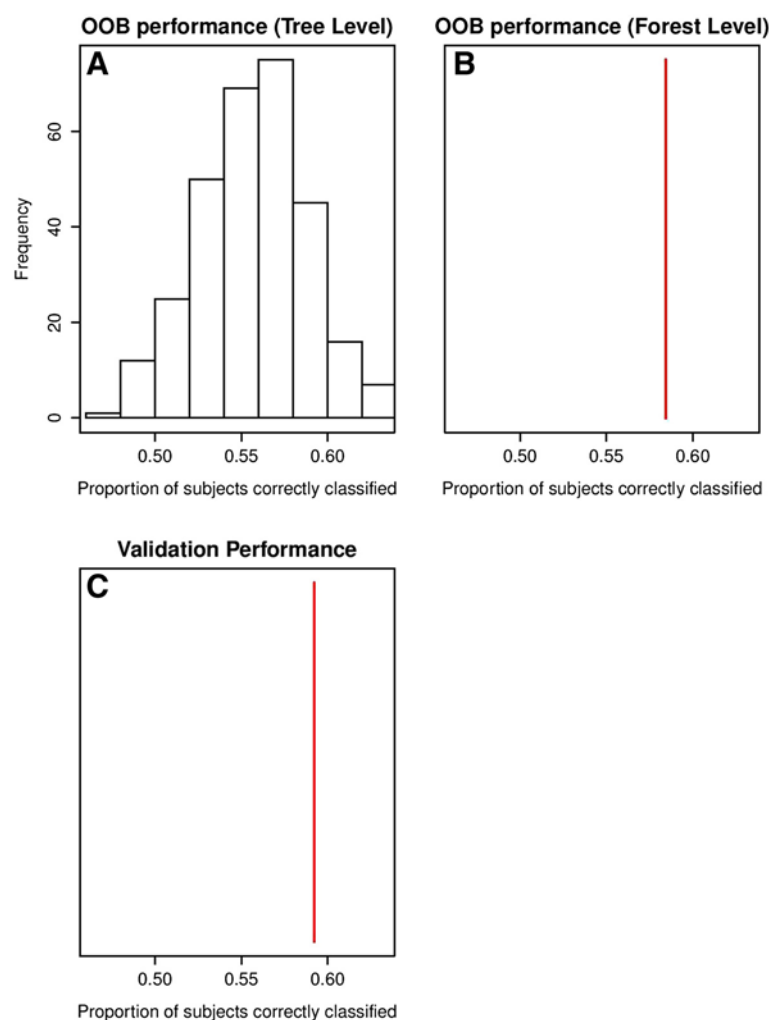 OOB performance (Tree Level)
A
Frequency
0
20
40
60
0.50 0.55 0.60
Proportion of subjects correctly classified
OOB performance (Forest Level)
B
0.50 0.55 0.60
Proportion of subjects correctly classified
Validation Performance
C
0.50 0.55 0.60
Proportion of subjects correctly classified